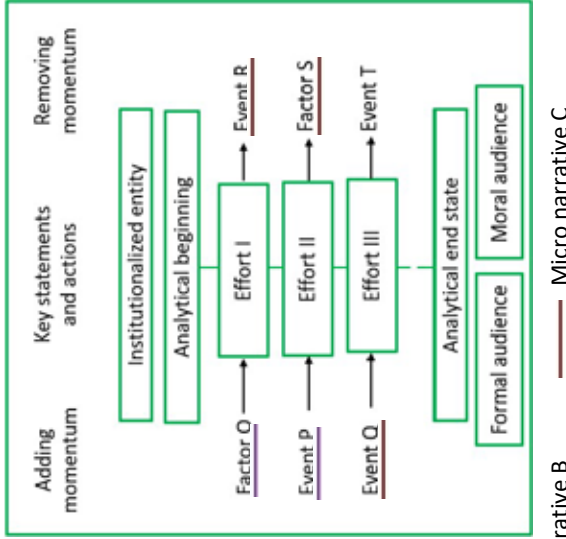 Adding
momentum
Key statements
and actions
Removing
momentum
Institutionalized entity
Analytical beginning
Factor O
Effort I
Event R
Event P
Effort II
Factor S
Event Q
Effort III
Event T
Analytical end state
Formal audience
Moral audience
rative B
Micro narrative C